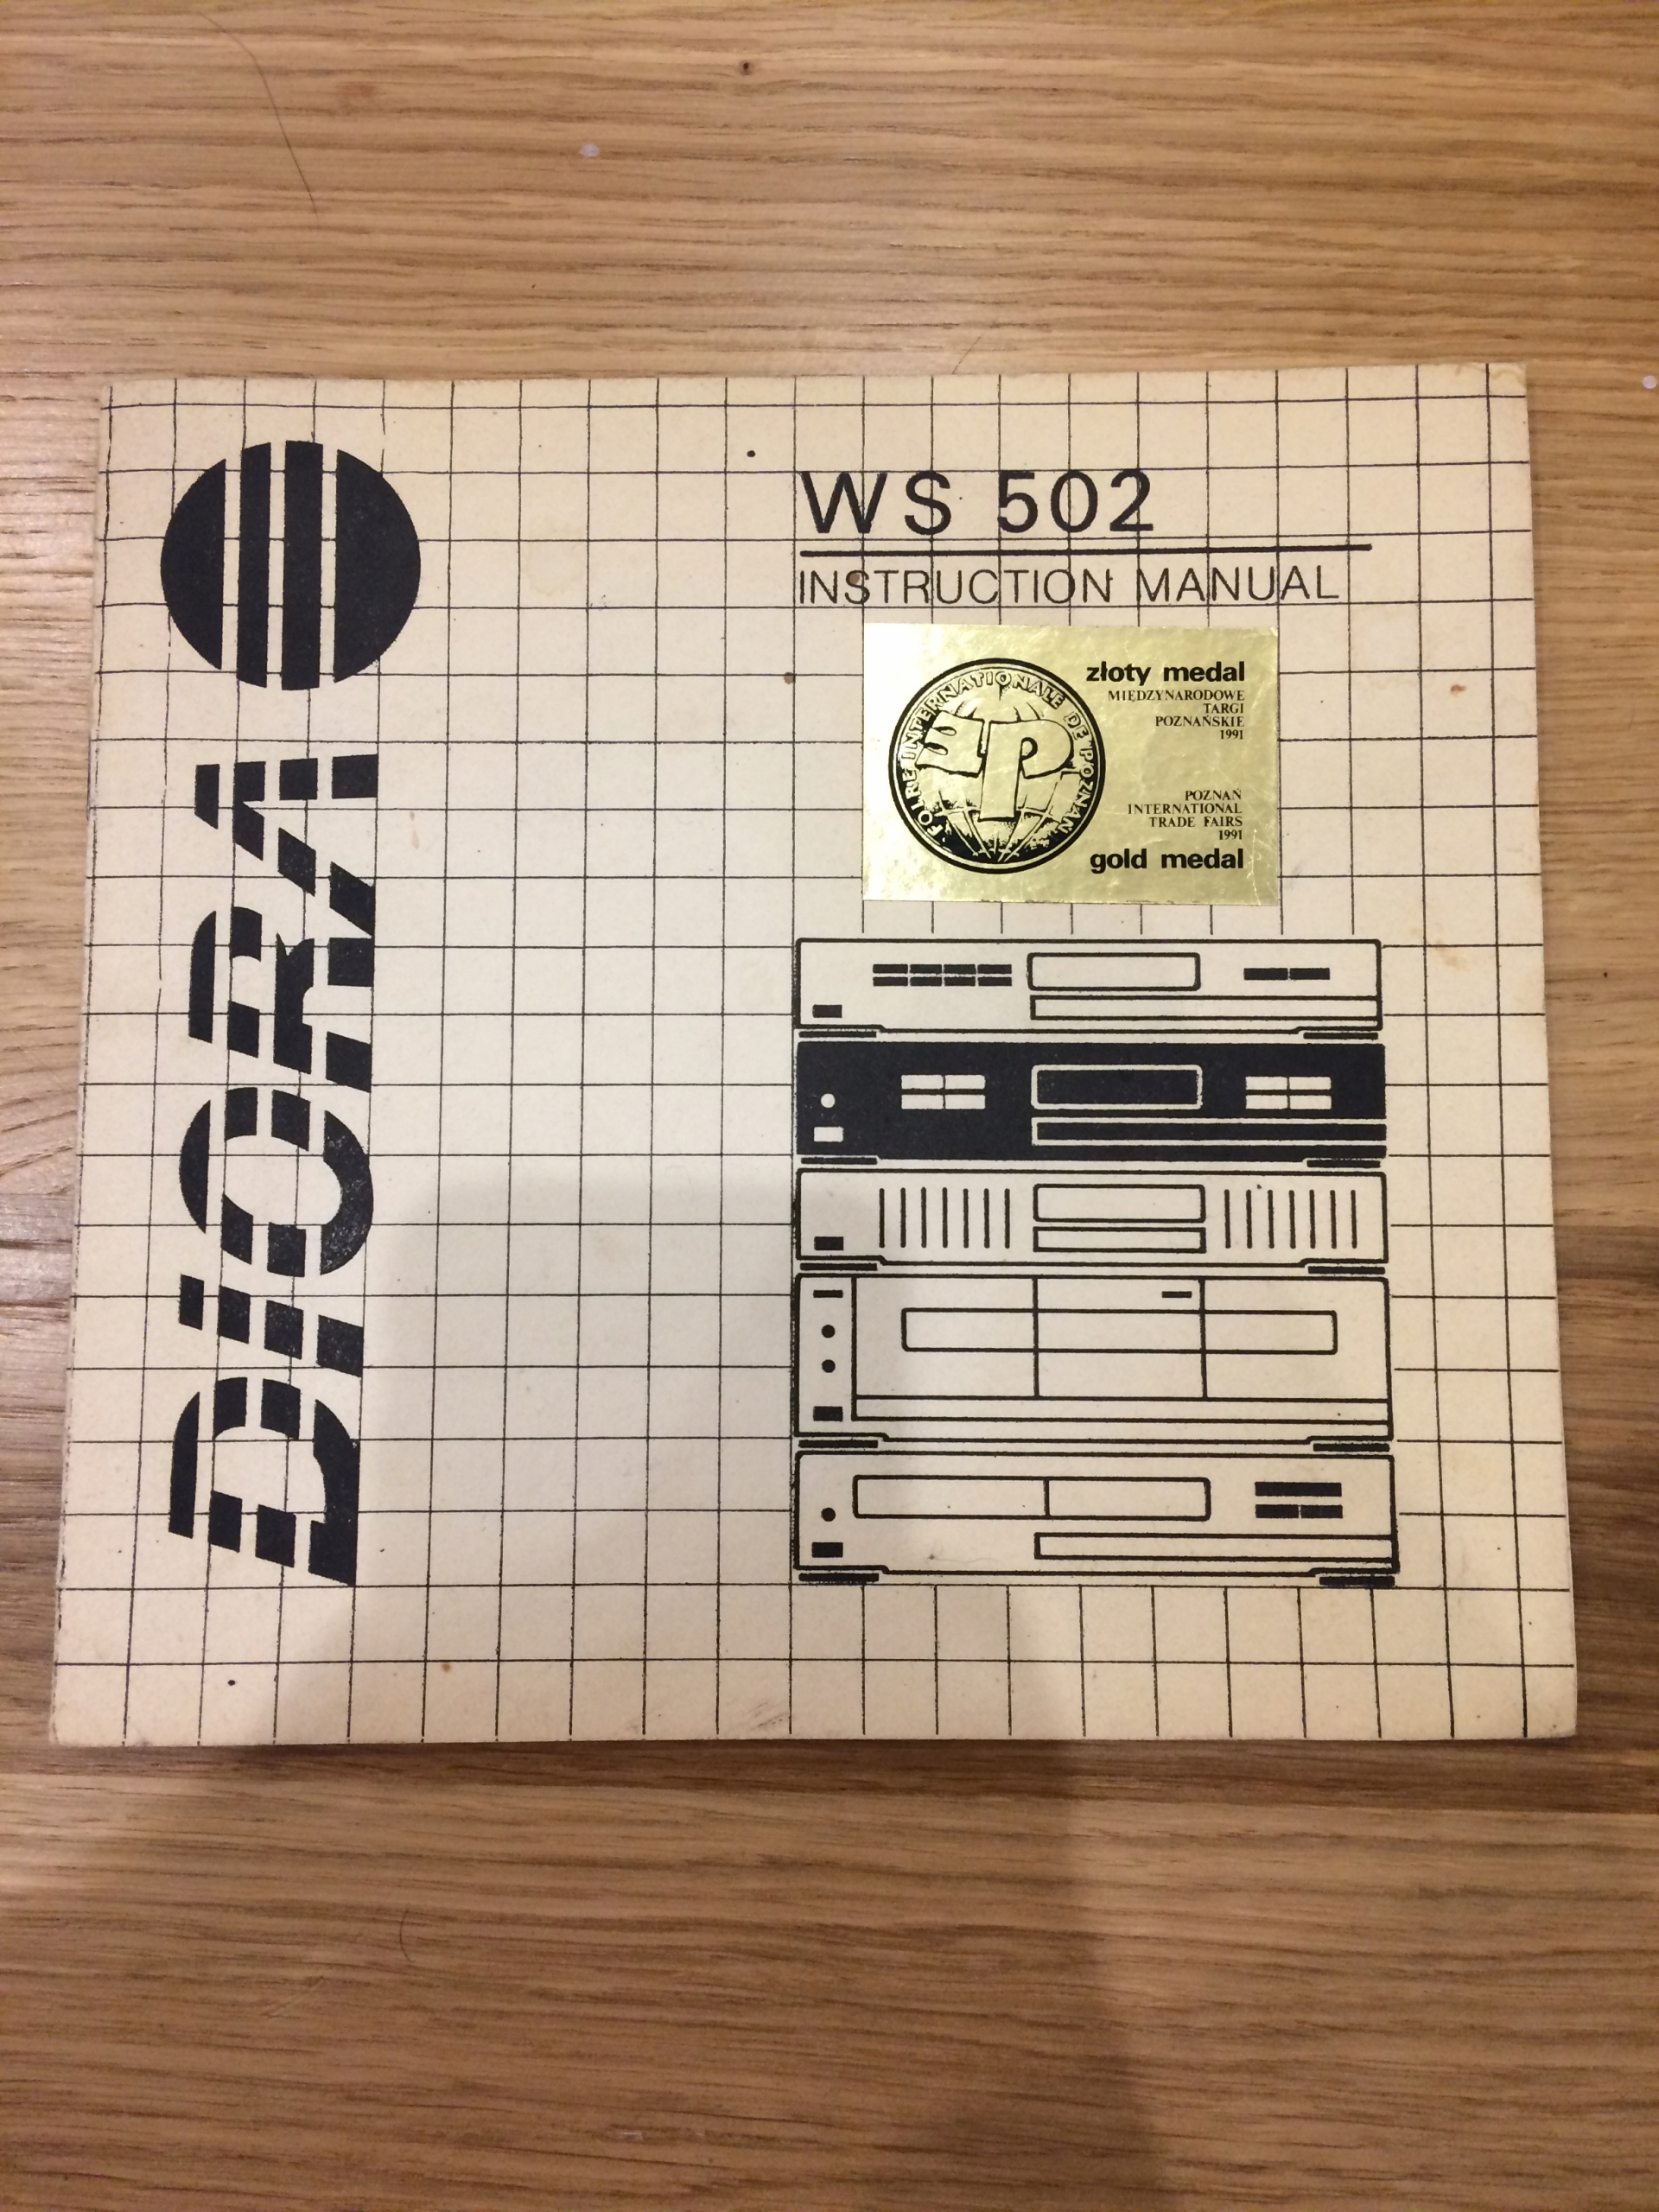 DIORA
WS 502
INSTRUCTION MANUAL
złoty medal
MIĘDZYNARODOWE
TARGI
POZNAŃSKIE
1991
FOIRE INTERNATIONALE DE POZNAŃ
POZNAŃ
INTERNATIONAL
TRADE FAIRS
1991
gold medal